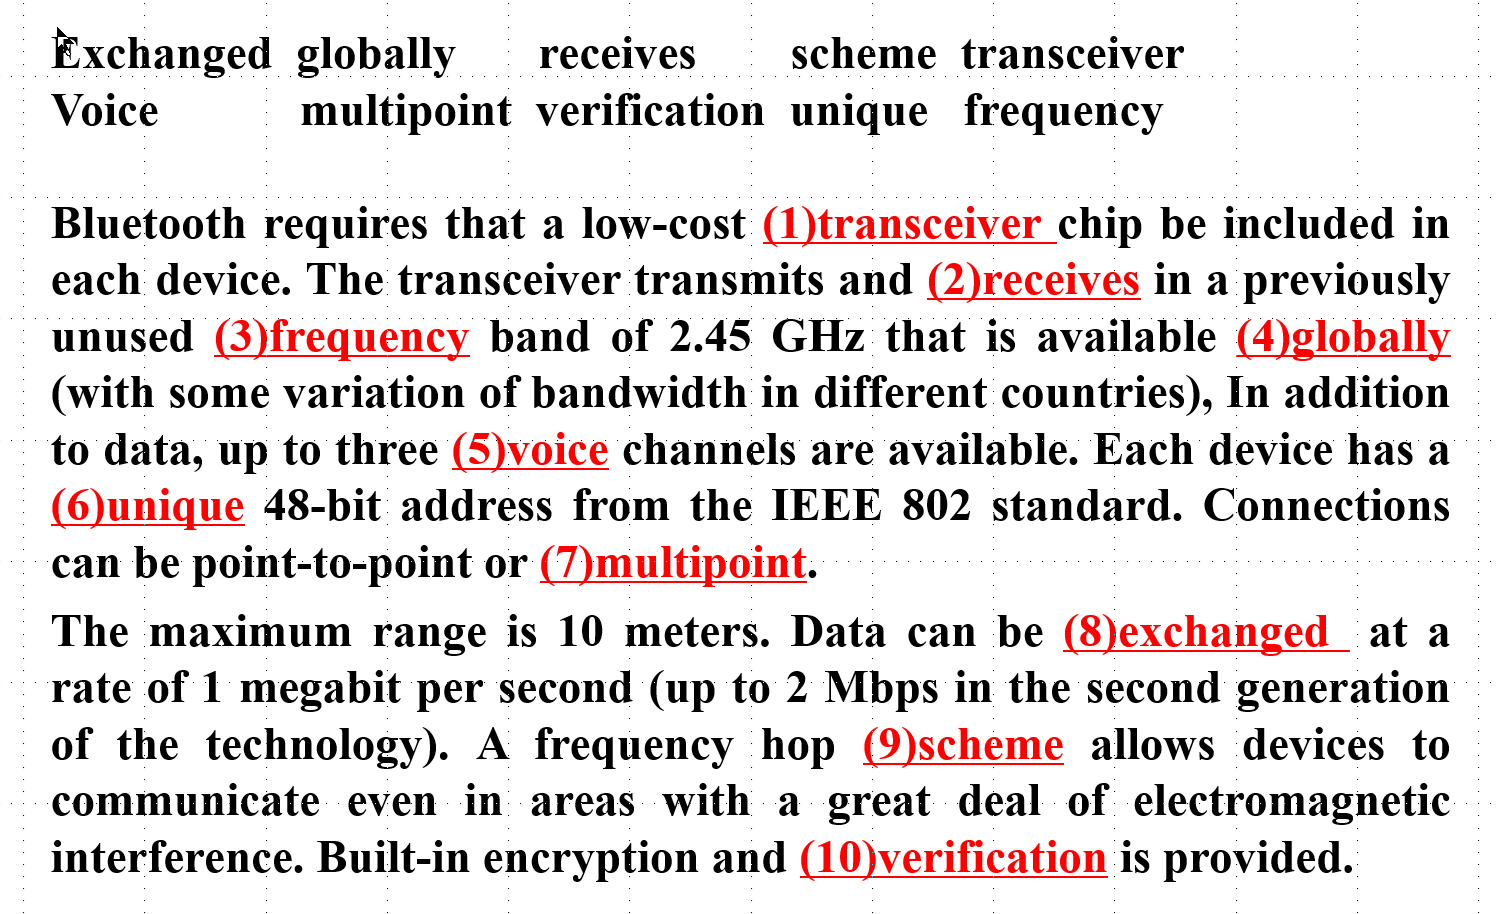 Exchanged globally receives scheme transceiver
Voice multipoint verification unique frequency
Bluetooth requires that a low-cost (1)transceiver chip be included in
each device. The transceiver transmits and (2)receives in a previously
unused (3)frequency band of 2.45 GHz that is available (4)globally
(with some variation of bandwidth in different countries), In addition
to data, up to three (5)voice channels are available. Each device has a
(6)unique 48-bit address from the IEEE 802 standard. Connections
can be point-to-point or (7)multipoint.
The maximum range is 10 meters. Data can be (8)exchanged at a
rate of 1 megabit per second (up to 2 Mbps in the second generation
of the technology). A frequency hop (9)scheme allows devices to
communicate even in areas with a great deal of electromagnetic
interference. Built-in encryption and (10)verification is provided.